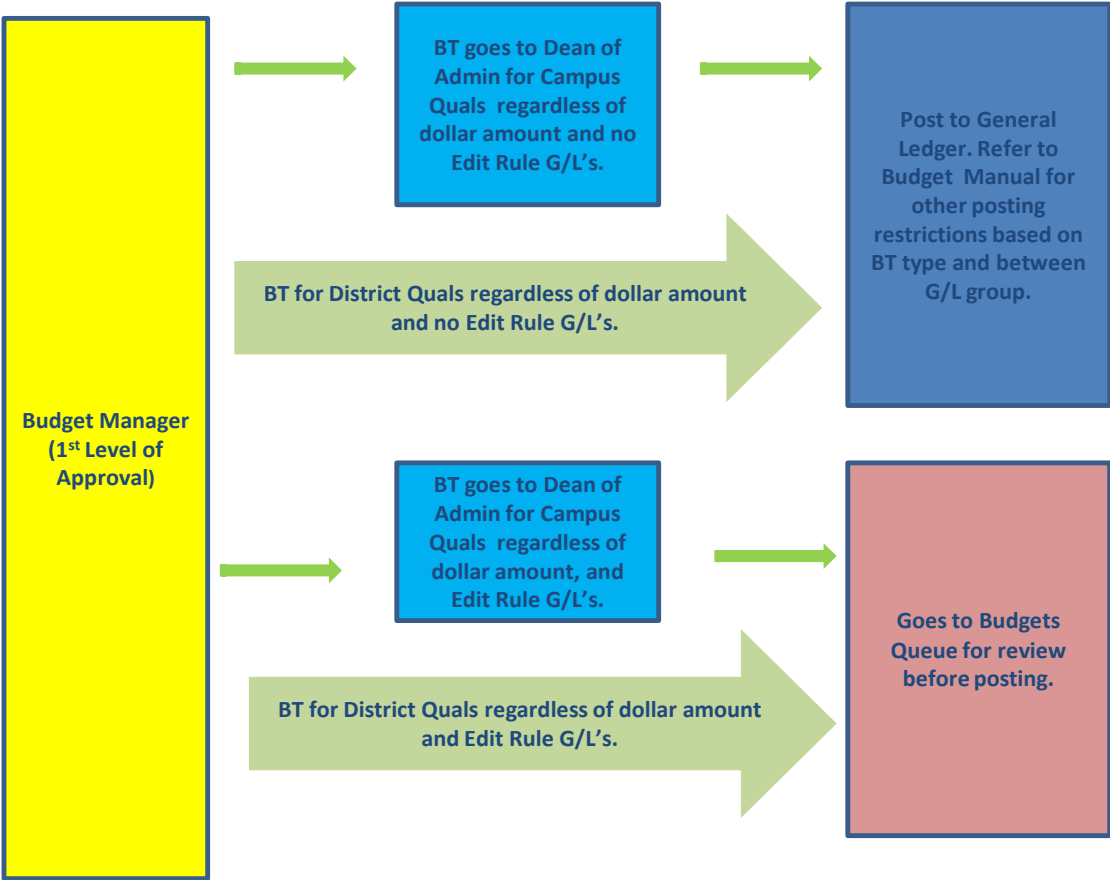 Budget Manager
(1st Level of
Approval)
BT goes to Dean of
Admin for Campus
Quals regardless of
dollar amount and no
Edit Rule G/L's.
Post to General
Ledger. Refer to
Budget Manual for
other posting
restrictions based on
BT type and between
G/L group.
BT for District Quals regardless of dollar amount
and no Edit Rule G/L's.
BT goes to Dean of
Admin for Campus
Quals regardless of
dollar amount, and
Edit Rule G/L's.
Goes to Budgets
Queue for review
before posting.
BT for District Quals regardless of dollar amount
and Edit Rule G/L's.